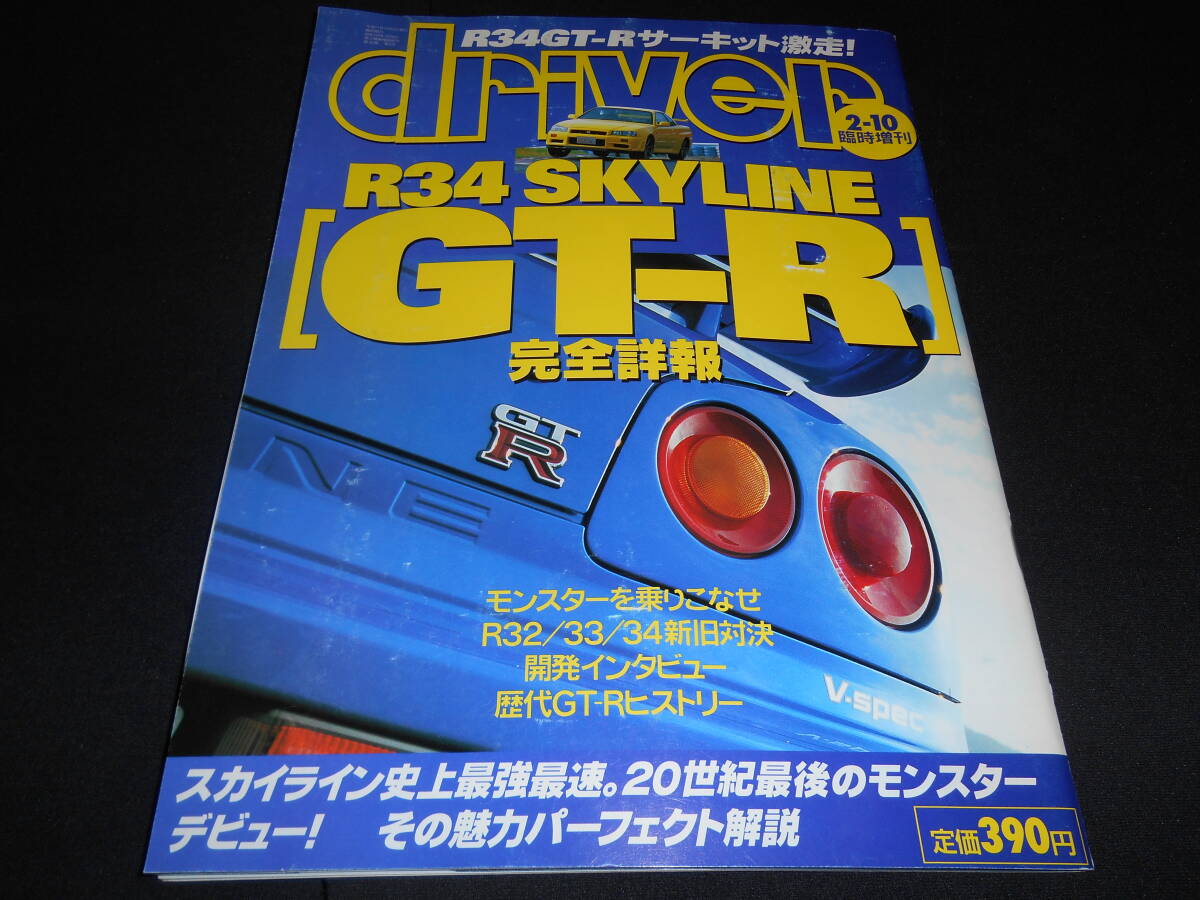 R34GT-Rサーキット激走!
driver
2-10
臨時増刊
R34 SKYLINE
[GT-R]
完全詳報
GT
R
NE
モンスターを乗りこなせ
R32/33/34新旧対決
開発インタビュー
歴代GT-Rヒストリー
V·spec
スカイライン史上最強最速。20世紀最後のモンスター
デビュー! その魅力パーフェクト解説
定価390円